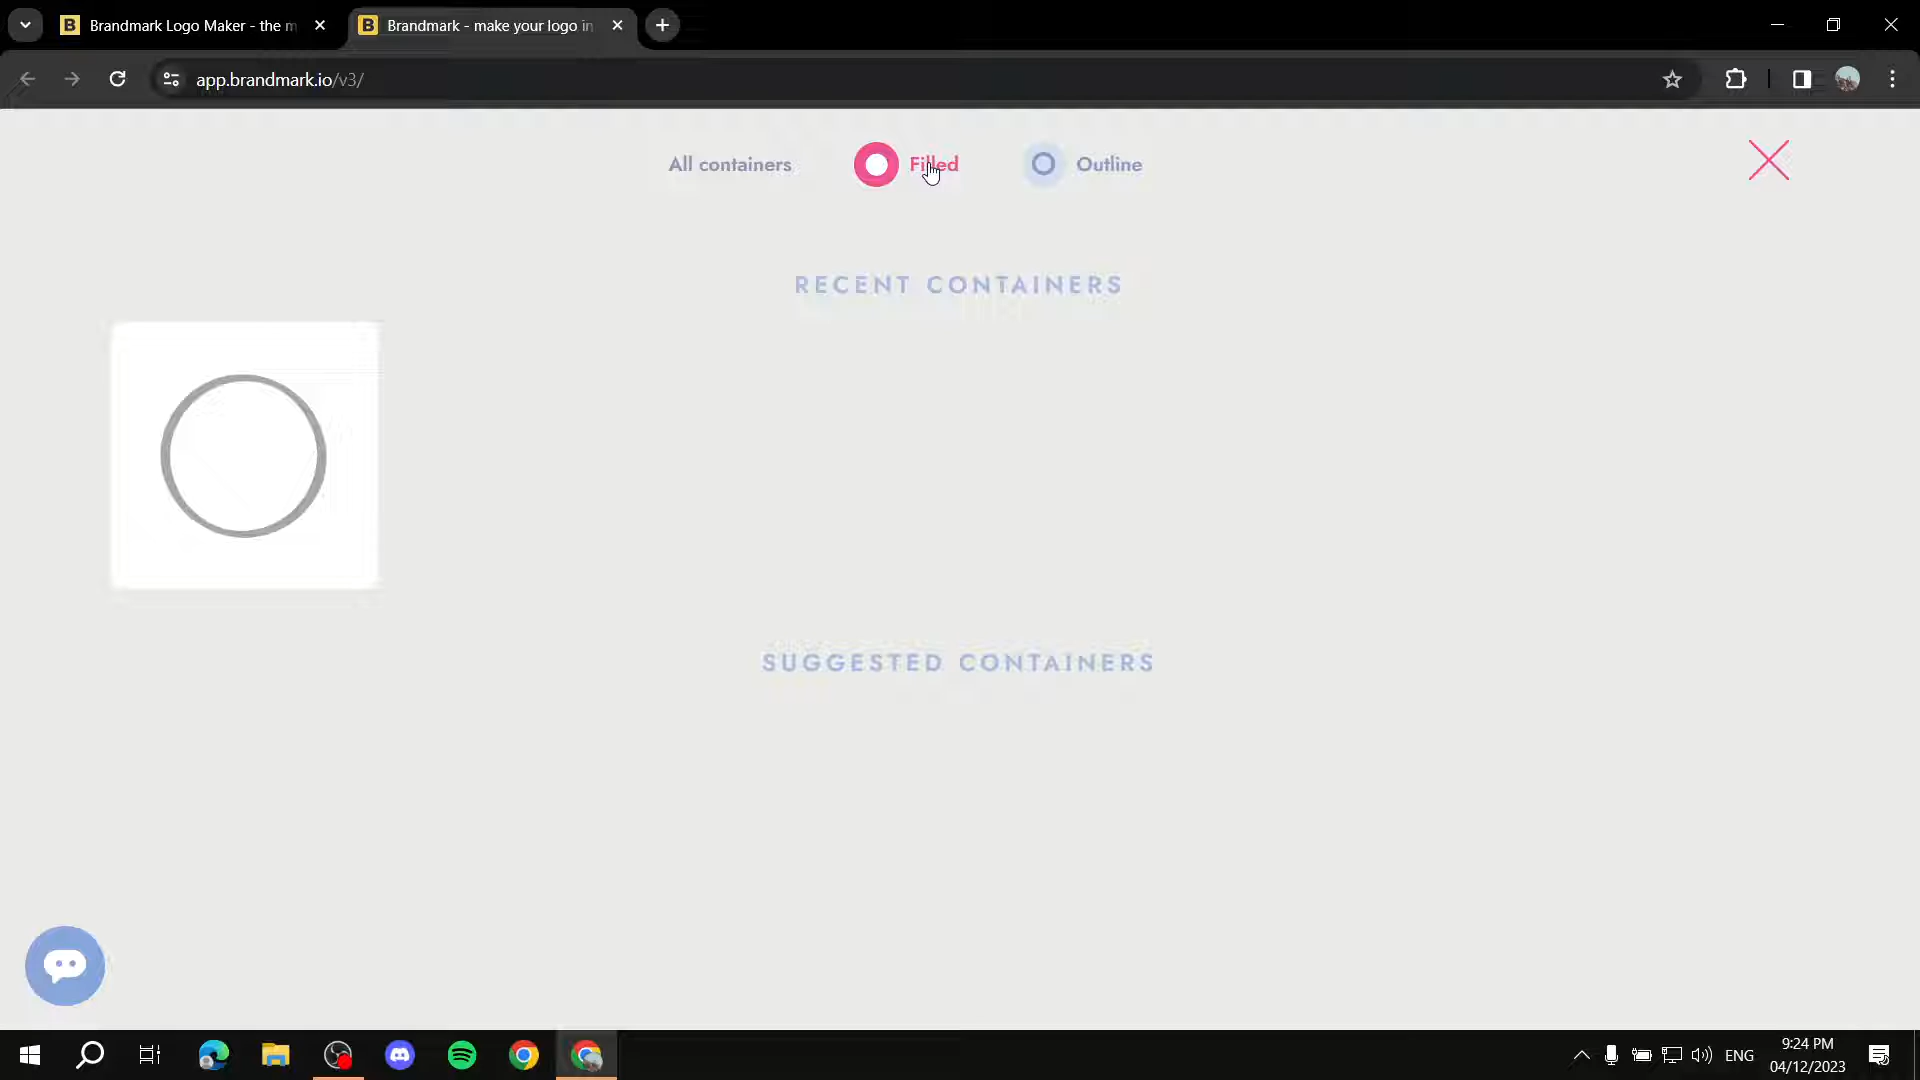 Brandmark Logo Maker - the m
Brandmark - make your logo in
app.brandmark.io/v3/
All containers
Filled
Outline
RECENT CONTAINERS
SUGGESTED CONTAINERS
ENG
9:24 PM
04/12/2023